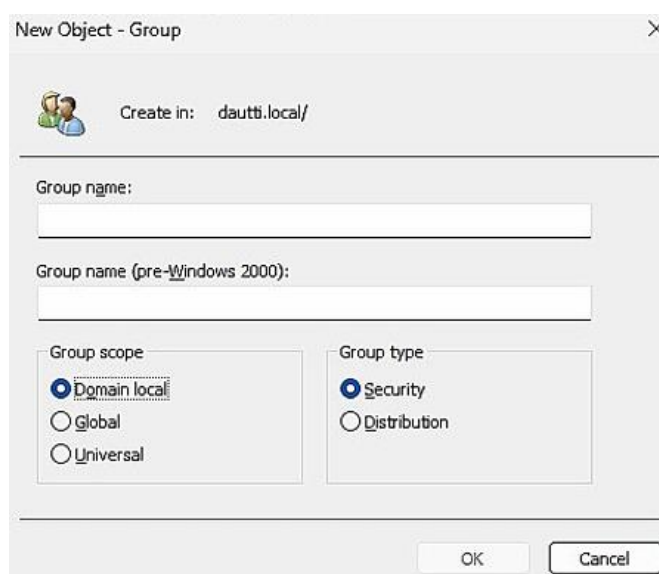 New Object - Group
Create in: dautti.local/
Group name:
Group name (pre-Windows 2000):
Group scope
Domain local
Global
Universal
Group type
Security
Distribution
OK
Cancel